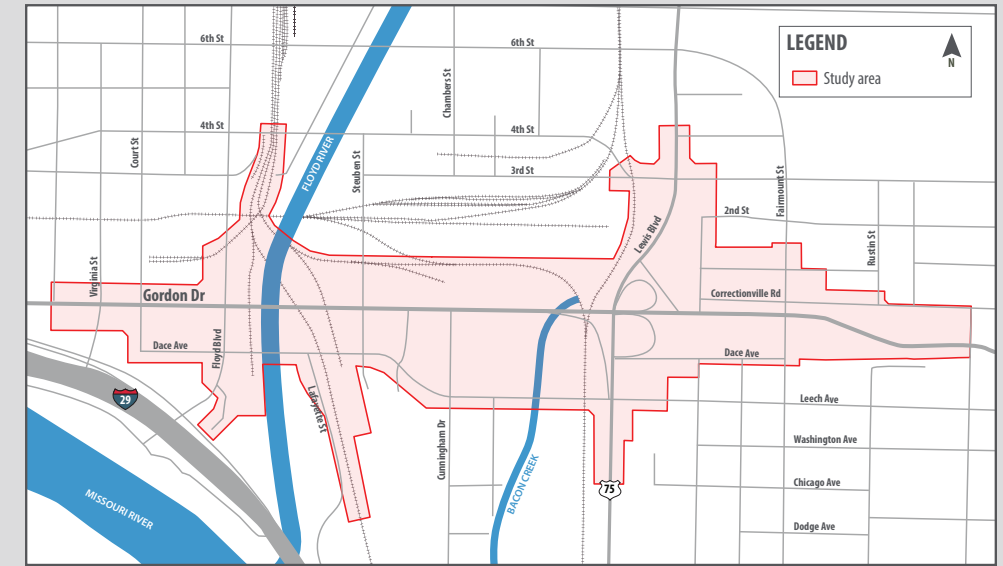 6th St
6th St
LEGEND
N
Study area
Chambers St
4th St
4th St
Court St
FLOYD RIVER
Steuben St
3rd St
Fairmount St
2nd St
Lewis Blvd
Rustin St
Virginia St
Gordon Dr
Correctionville Rd
Floyd Blvd
Dace Ave
Dace Ave
29
Lafayette St
Leech Ave
Cunningham Dr
Washington Ave
BACON CREEK
75
Chicago Ave
MISSOURI RIVER
Dodge Ave